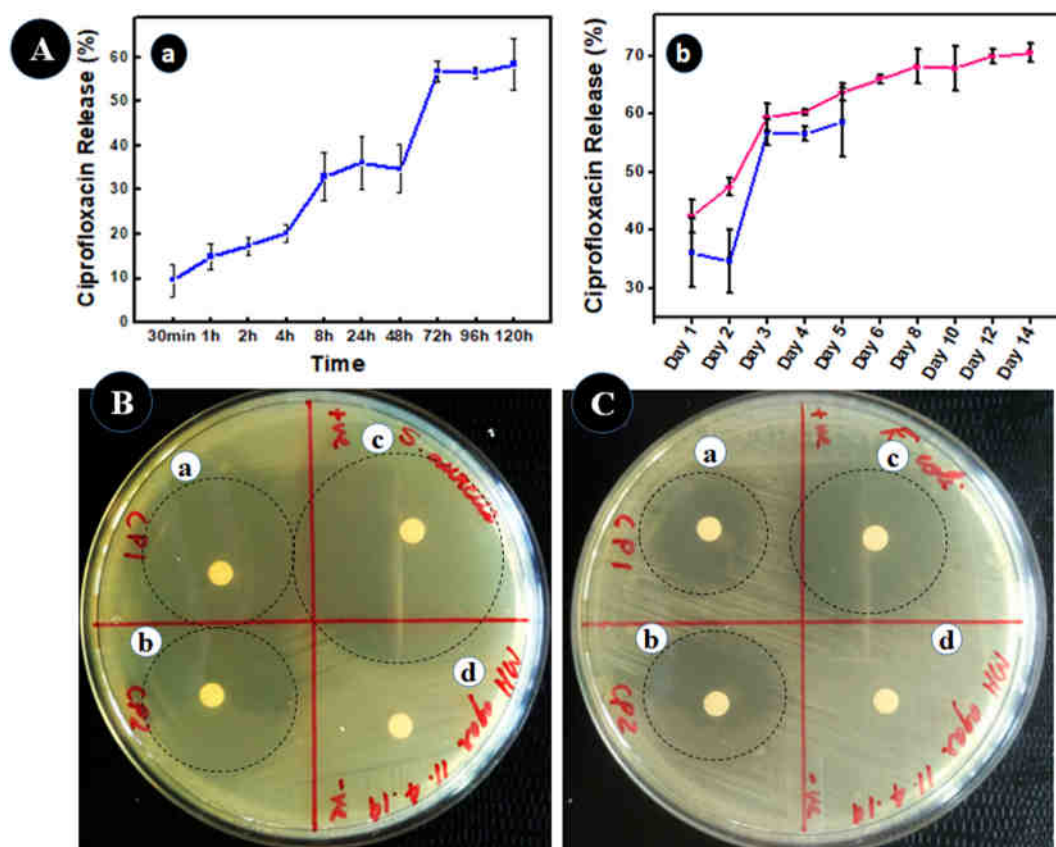 A
a
Ciprofloxacin Release (%)
60
50
40
30
20
10
0
30min 1h 2h 4h 8h 24h 48h 72h 96h 120h
Time
b
Ciprofloxacin Release (%)
70
60
50
40
30
Day 1 Day 2 Day 3 Day 4 Day 5 Day 6 Day 8 Day 10 Day 12 Day 14
B
a
CP1
b
CP2
+ve
c
S. aureus
d
MH agar
11.4.19
-ve
C
a
CP1
b
CP2
+ve
c
E. coli
d
MH agar
11.4.19
-ve